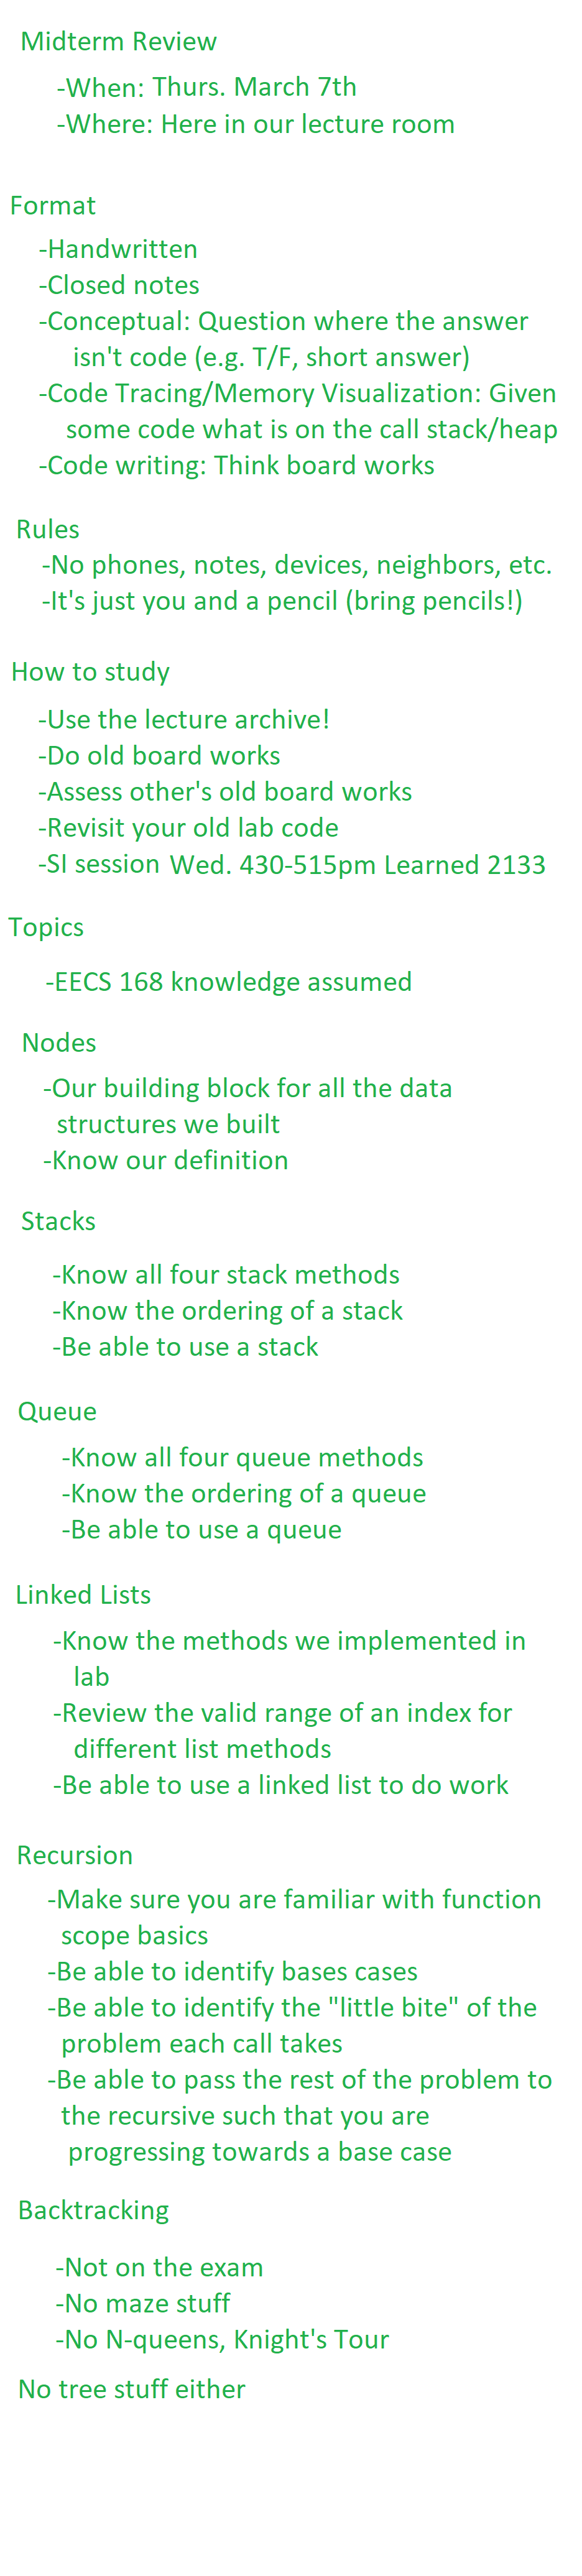 Midterm Review
-When: Thurs. March 7th
-Where: Here in our lecture room
Format
-Handwritten
-Closed notes
-Conceptual: Question where the answer
isn't code (e.g. T/F, short answer)
-Code Tracing/Memory Visualization: Given
some code what is on the call stack/heap
-Code writing: Think board works
Rules
-No phones, notes, devices, neighbors, etc.
-It's just you and a pencil (bring pencils!)
How to study
-Use the lecture archive!
-Do old board works
-Assess other's old board works
-Revisit your old lab code
-SI session Wed. 430-515pm Learned 2133
Topics
-EECS 168 knowledge assumed
Nodes
-Our building block for all the data
structures we built
-Know our definition
Stacks
-Know all four stack methods
-Know the ordering of a stack
-Be able to use a stack
Queue
-Know all four queue methods
-Know the ordering of a queue
-Be able to use a queue
Linked Lists
-Know the methods we implemented in
lab
-Review the valid range of an index for
different list methods
-Be able to use a linked list to do work
Recursion
-Make sure you are familiar with function
scope basics
-Be able to identify bases cases
-Be able to identify the "little bite" of the
problem each call takes
-Be able to pass the rest of the problem to
the recursive such that you are
progressing towards a base case
Backtracking
-Not on the exam
-No maze stuff
-No N-queens, Knight's Tour
No tree stuff either